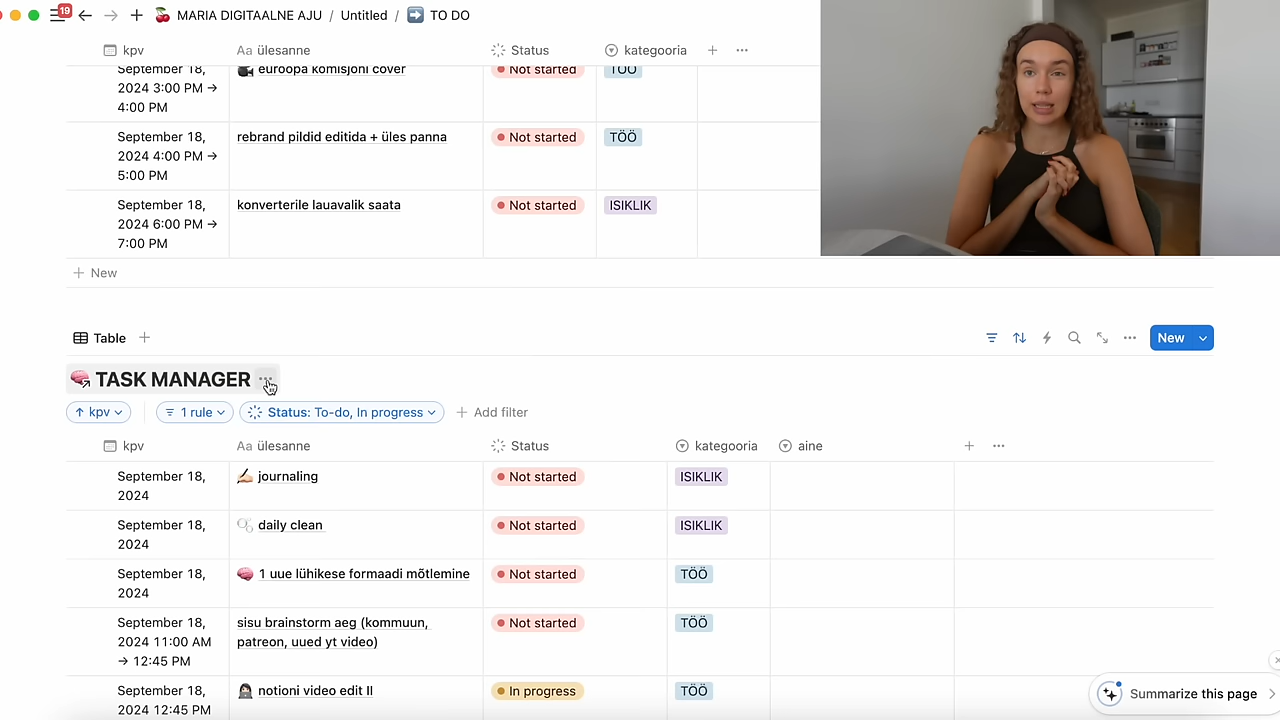 19
MARIA DIGITAALNE AJU / Untitled / TO DO
kpv Aa ülesanne Status kategooria
September 18, euroopa komisjoni cover Not started TÖÖ
2024 3:00 PM →
4:00 PM
September 18, rebrand pildid editida + üles panna Not started TÖÖ
2024 4:00 PM →
5:00 PM
September 18, konverterile lauavalik saata Not started ISIKLIK
2024 6:00 PM →
7:00 PM
New
Table
New
TASK MANAGER
kpv 1 rule Status: To-do, In progress Add filter
kpv Aa ülesanne Status kategooria aine
September 18, journaling Not started ISIKLIK
2024
September 18, daily clean Not started ISIKLIK
2024
September 18, 1 uue lühikese formaadi mõtlemine Not started TÖÖ
2024
September 18, sisu brainstorm aeg (kommuun, Not started TÖÖ
2024 11:00 AM patreon, uued yt video)
→ 12:45 PM
September 18, notioni video edit II In progress TÖÖ
2024 12:45 PM
Summarize this page